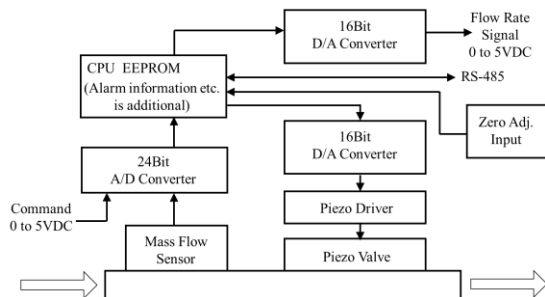 16Bit
D/A Converter
Flow Rate
Signal
0 to 5VDC
CPU EEPROM
(Alarm information etc.
is additional)
RS-485
16Bit
D/A Converter
Zero Adj.
Input
24Bit
A/D Converter
Command
0 to 5VDC
Piezo Driver
Mass Flow
Sensor
Piezo Valve